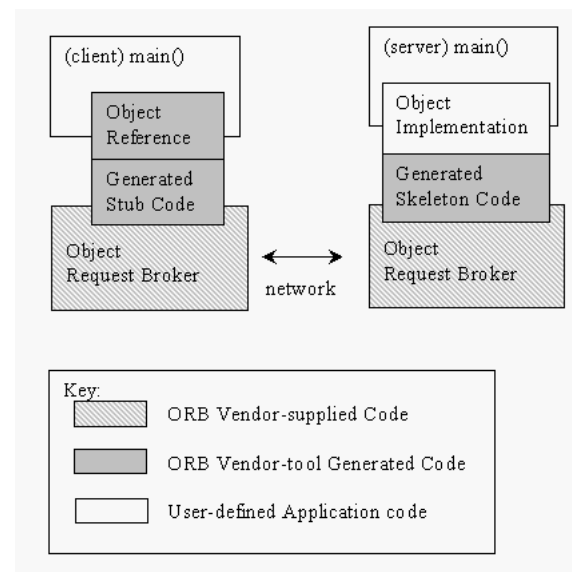 (client) main()
Object
Reference
Generated
Stub Code
Object
Request Broker
network
(server) main()
Object
Implementation
Generated
Skeleton Code
Object
Request Broker
Key:
ORB Vendor-supplied Code
ORB Vendor-tool Generated Code
User-defined Application code